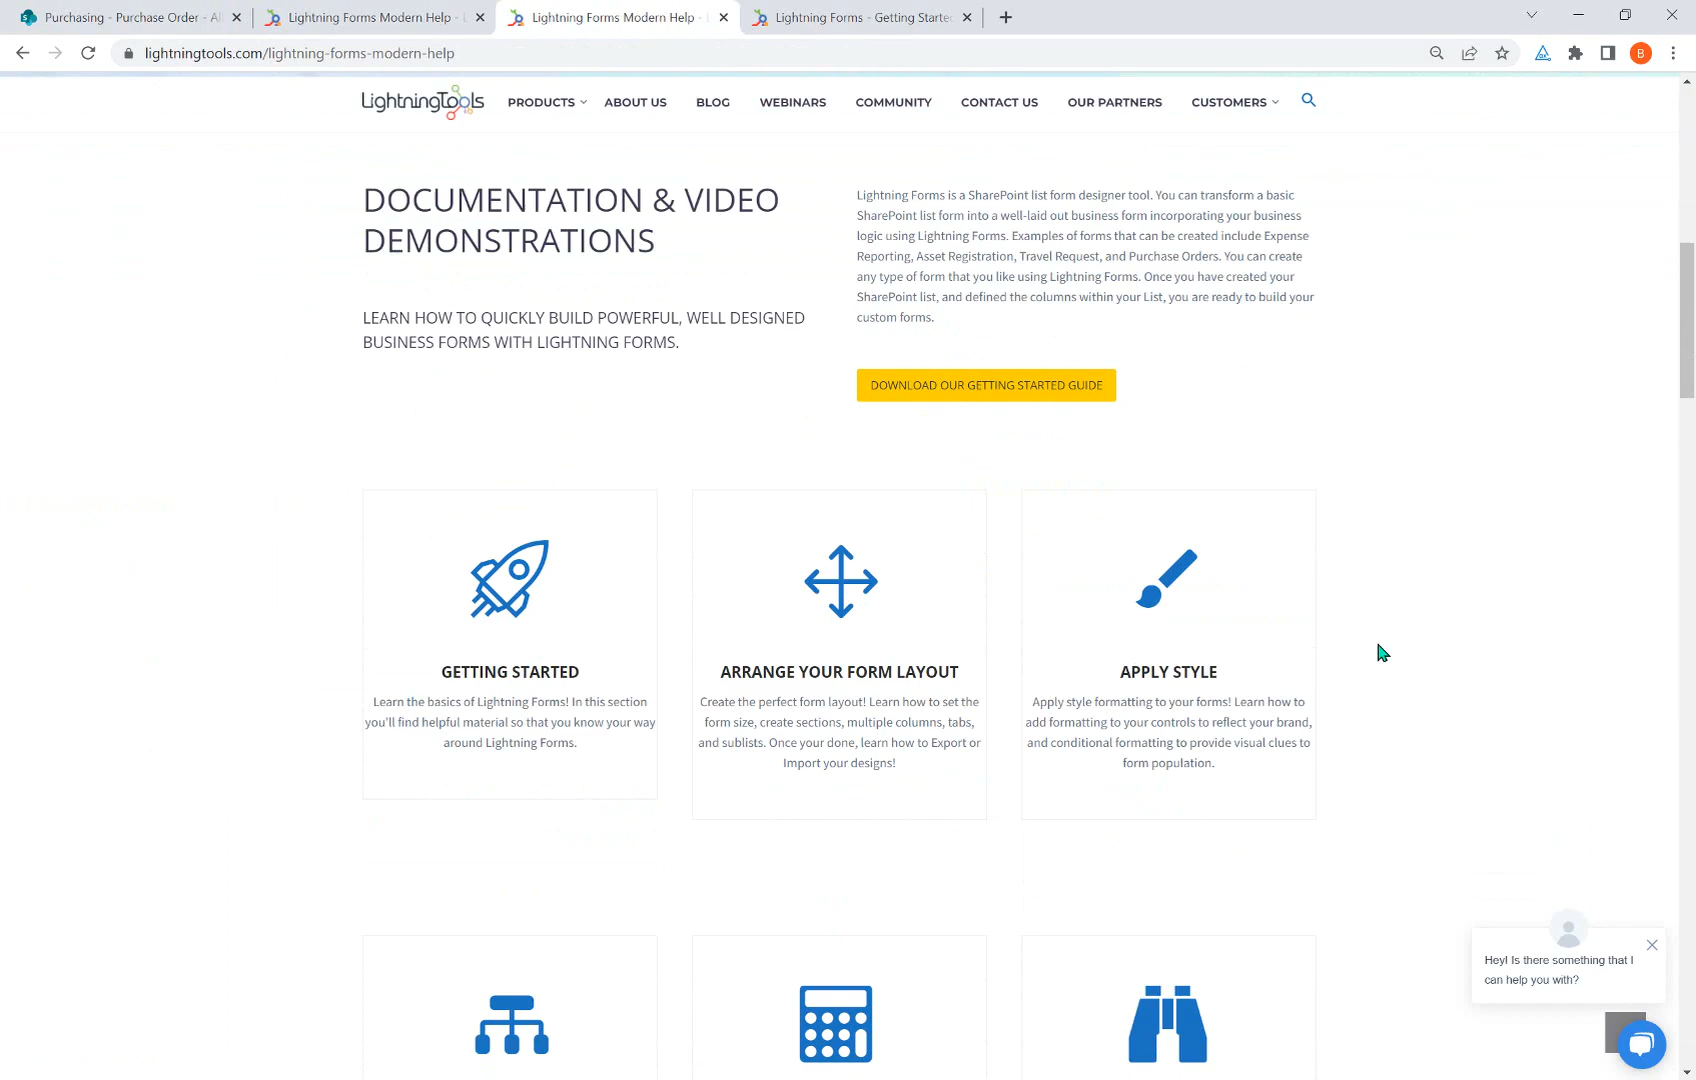 Purchasing - Purchase Order - Al
Lightning Forms Modern Help - L
Lightning Forms Modern Help - L
Lightning Forms - Getting Starte
lightningtools.com/lightning-forms-modern-help
B
LightningTools
PRODUCTS
ABOUT US
BLOG
WEBINARS
COMMUNITY
CONTACT US
OUR PARTNERS
CUSTOMERS
DOCUMENTATION & VIDEO
DEMONSTRATIONS
LEARN HOW TO QUICKLY BUILD POWERFUL, WELL DESIGNED
BUSINESS FORMS WITH LIGHTNING FORMS.
Lightning Forms is a SharePoint list form designer tool. You can transform a basic
SharePoint list form into a well-laid out business form incorporating your business
logic using Lightning Forms. Examples of forms that can be created include Expense
Reporting, Asset Registration, Travel Request, and Purchase Orders. You can create
any type of form that you like using Lightning Forms. Once you have created your
SharePoint list, and defined the columns within your List, you are ready to build your
custom forms.
DOWNLOAD OUR GETTING STARTED GUIDE
GETTING STARTED
Learn the basics of Lightning Forms! In this section
you'll find helpful material so that you know your way
around Lightning Forms.
ARRANGE YOUR FORM LAYOUT
Create the perfect form layout! Learn how to set the
form size, create sections, multiple columns, tabs,
and sublists. Once your done, learn how to Export or
Import your designs!
APPLY STYLE
Apply style formatting to your forms! Learn how to
add formatting to your controls to reflect your brand,
and conditional formatting to provide visual clues to
form population.
Hey! Is there something that I
can help you with?